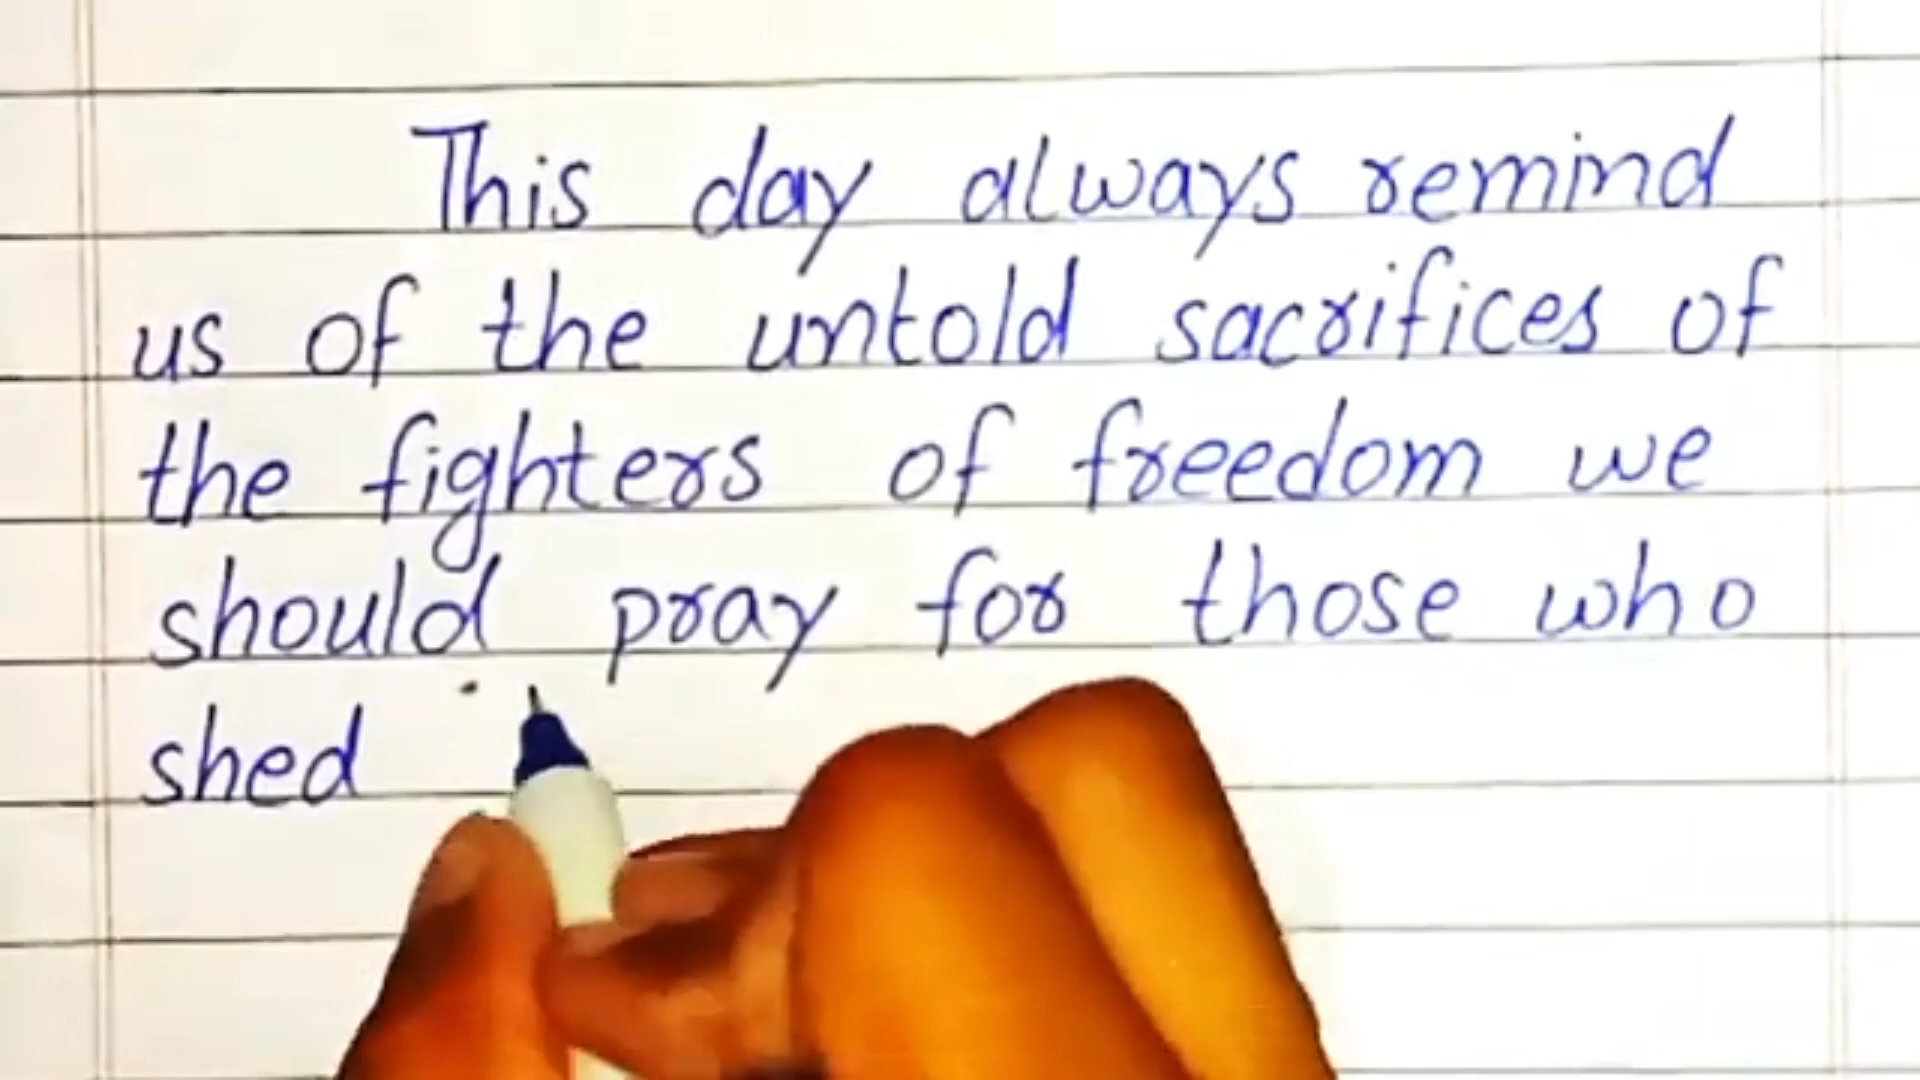 This day always remind
us of the untold sacrifices of
the fighters of freedom we
should pray for those who
shed